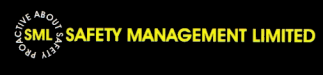 PROACTIVE ABOUT SAFETY
SML
SAFETY MANAGEMENT LIMITED